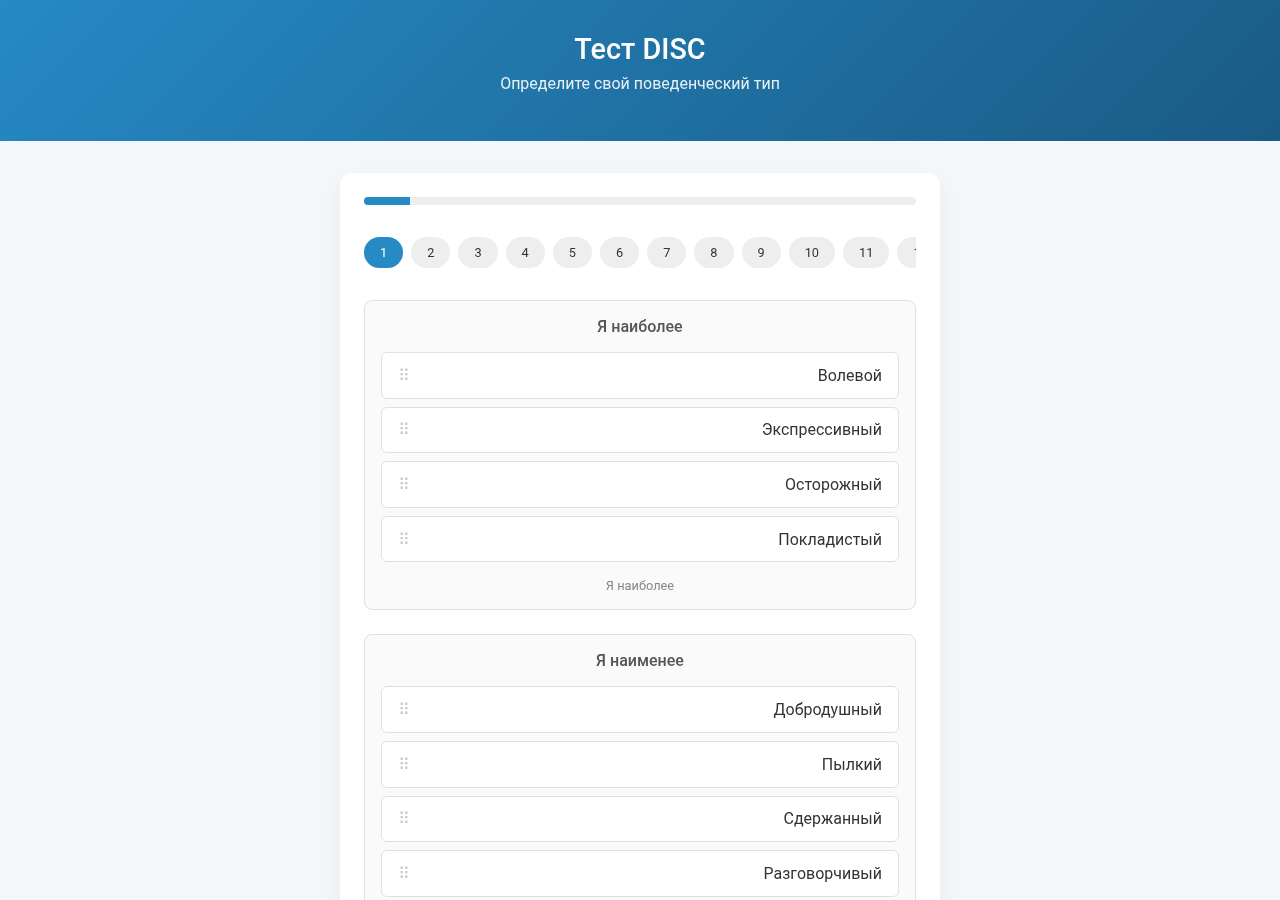 Тест DISC
Определите свой поведенческий тип
1 2 3 4 5 6 7 8 9 10 11
Я наиболее
Волевой
Экспрессивный
Осторожный
Покладистый
Я наиболее
Я наименее
Добродушный
Пылкий
Сдержанный
Разговорчивый